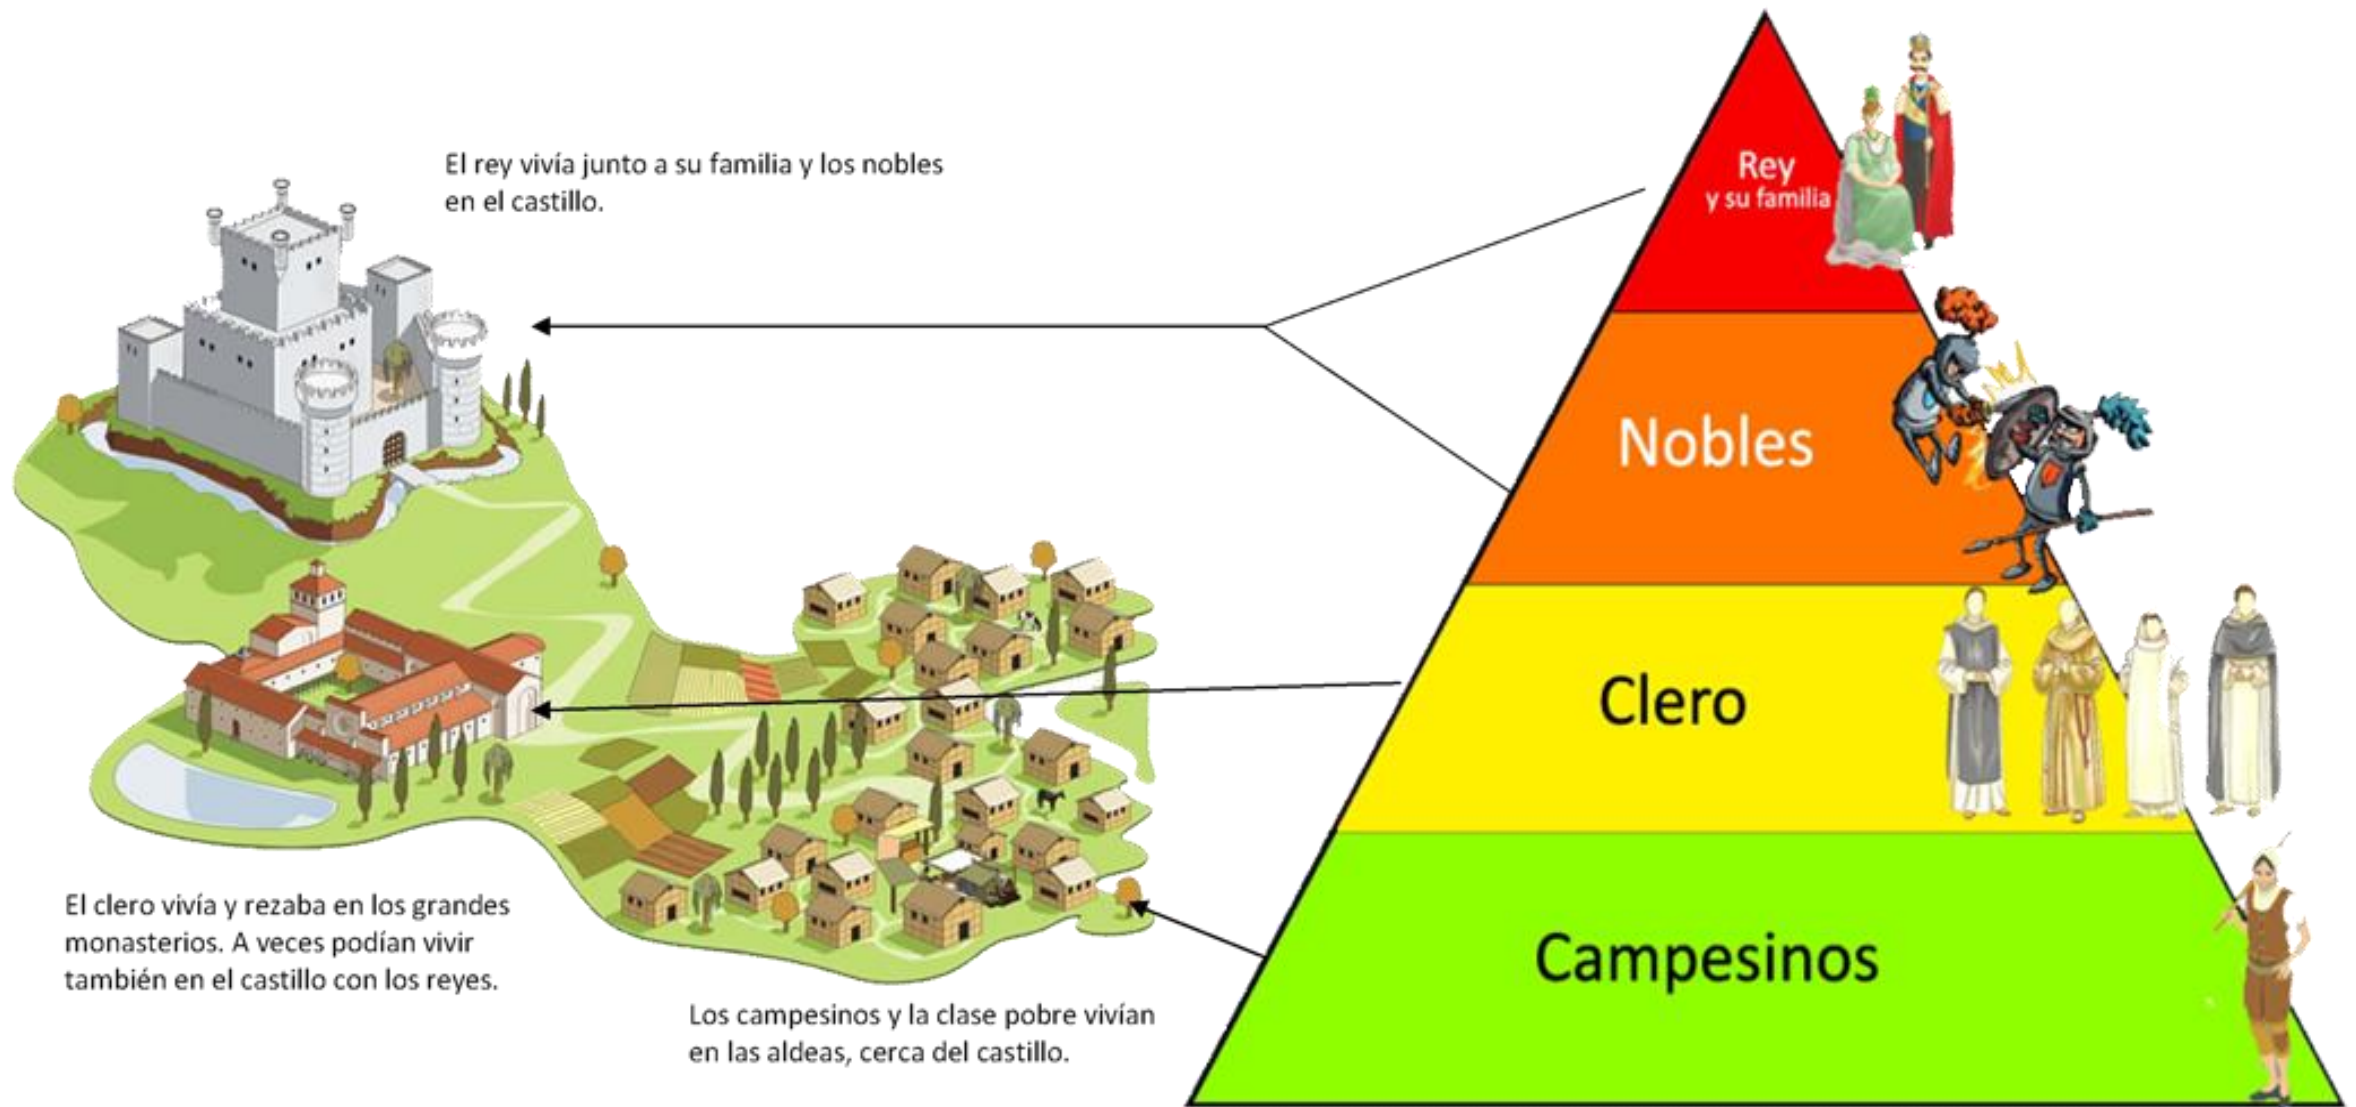 El rey vivía junto a su familia y los nobles
en el castillo.
Rey
y su familia
Nobles
Clero
El clero vivía y rezaba en los grandes
monasterios. A veces podían vivir
también en el castillo con los reyes.
Campesinos
Los campesinos y la clase pobre vivían
en las aldeas, cerca del castillo.